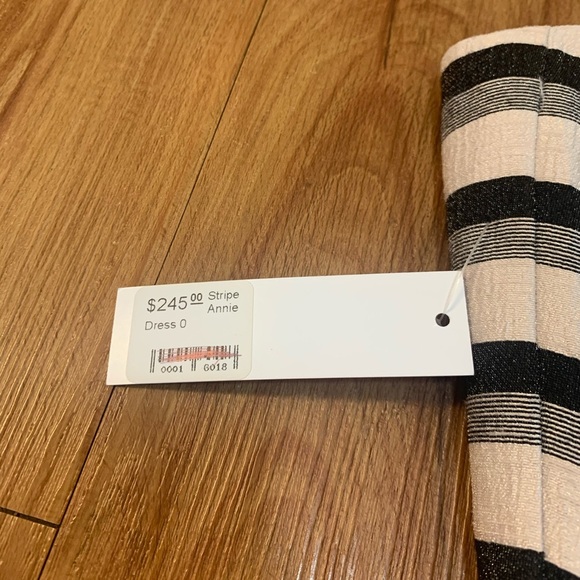 $245.00 Stripe
Annie
Dress 0
0001 6018